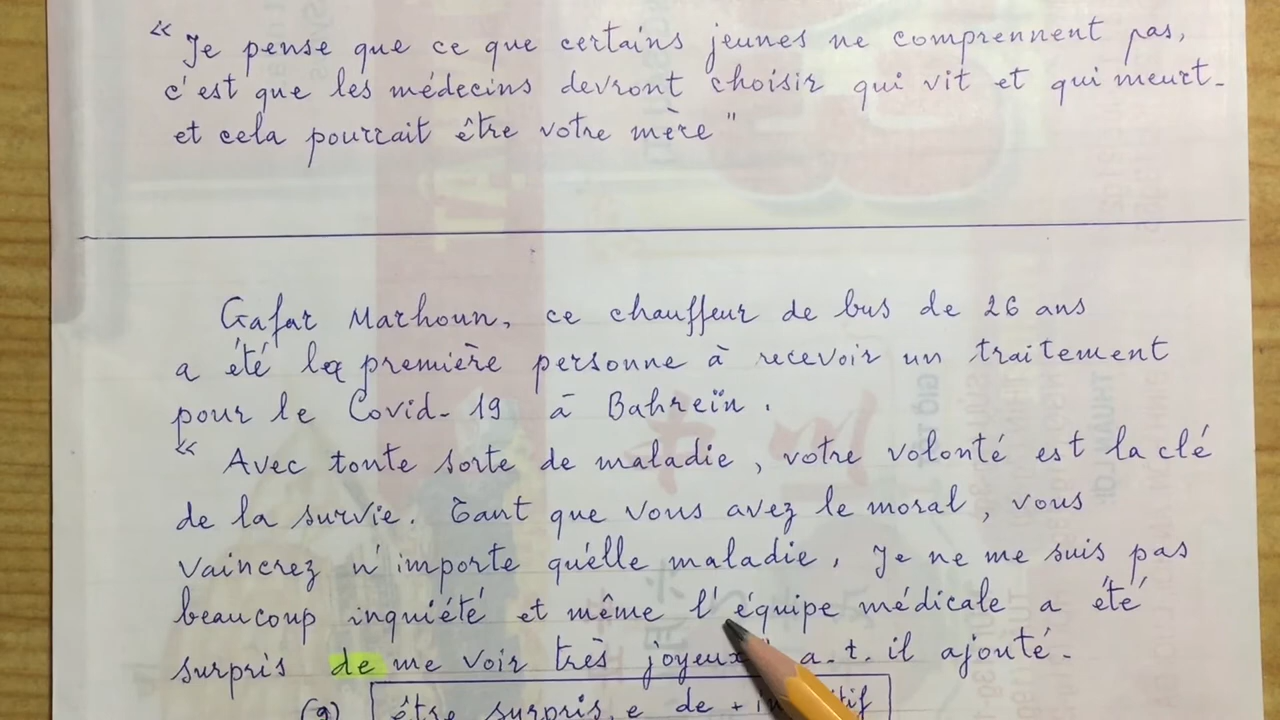 “ Je pense que ce que certains jeunes ne comprennent pas,
c'est que les médecins devront choisir qui vit et qui meurt -
et cela pourrait être votre mère "
Gafar Marhoun, ce chauffeur de bus de 26 ans
a été la première personne à recevoir un traitement
pour le Covid-19 à Bahreïn.
“ Avec toute sorte de maladie, votre volonté est la clé
de la survie. Tant que vous avez le moral, vous
vaincrez n'importe qu'elle maladie. Je ne me suis pas
beaucoup inquiété et même l'équipe médicale a été
surpris de me voir très joyeux" a.t.il ajouté.
(g) être surpris.e de +